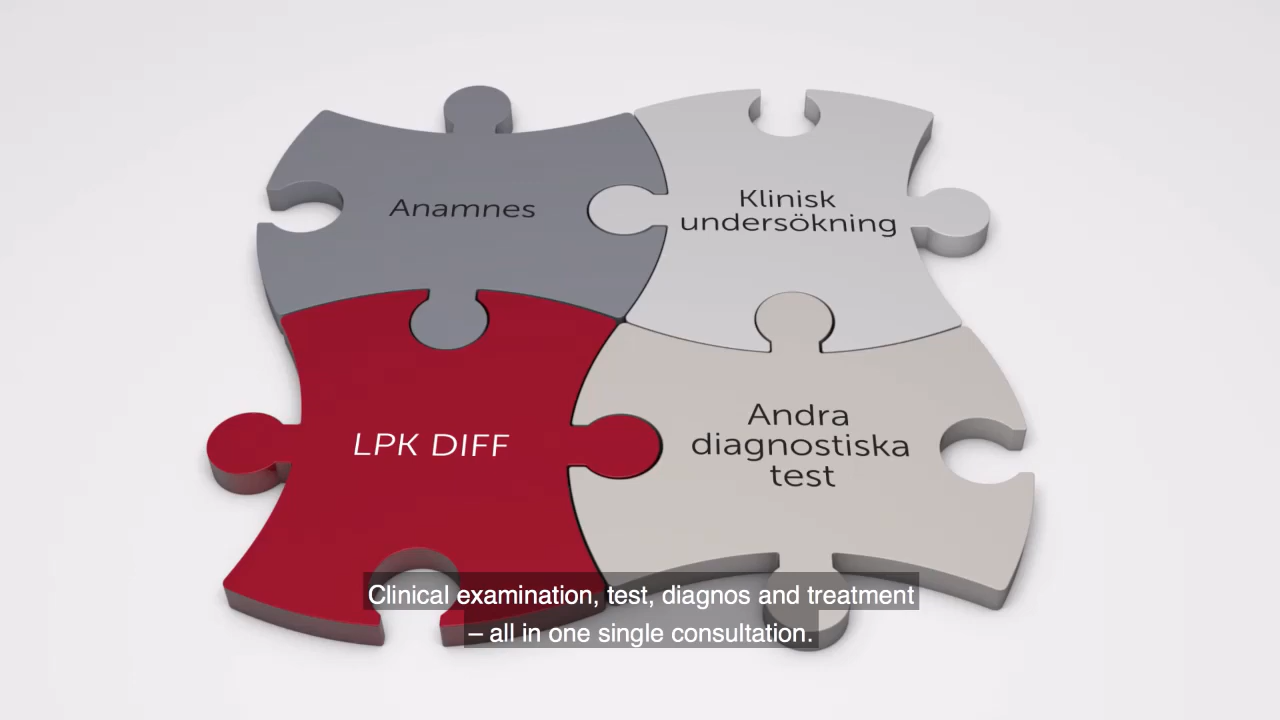 Anamnes
Klinisk
undersökning
LPK DIFF
Andra
diagnostiska
test
Clinical examination, test, diagnos and treatment
– all in one single consultation.